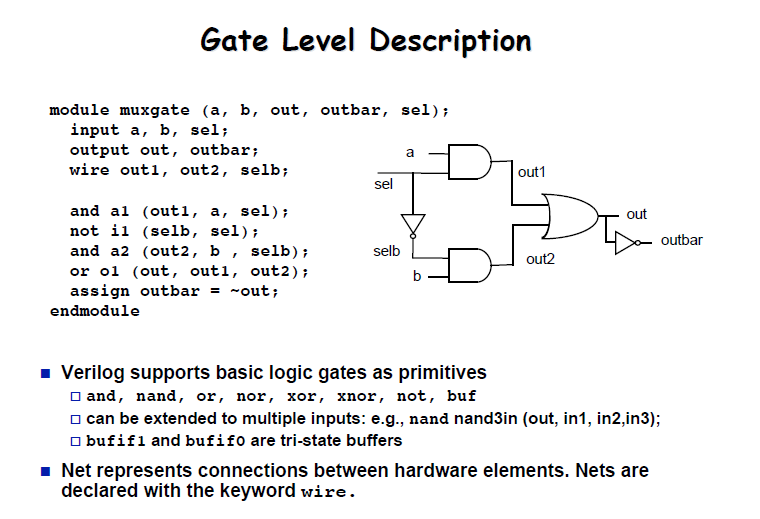 Gate Level Description
module muxgate (a, b, out, outbar, sel);
input a, b, sel;
output out, outbar;
wire out1, out2, selb;
and a1 (out1, a, sel);
not i1 (selb, sel);
and a2 (out2, b , selb);
or o1 (out, out1, out2);
assign outbar = ~out;
endmodule
a
out1
sel
out
outbar
selb
out2
b
Verilog supports basic logic gates as primitives
and, nand, or, nor, xor, xnor, not, buf
can be extended to multiple inputs: e.g., nand nand3in (out, in1, in2,in3);
bufif1 and bufif0 are tri-state buffers
Net represents connections between hardware elements. Nets are
declared with the keyword wire.